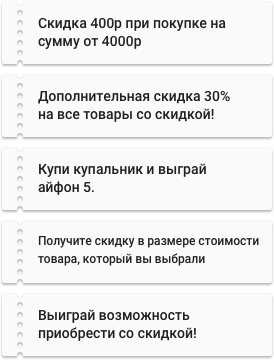 Скидка 400р при покупке на
сумму от 4000р
Дополнительная скидка 30%
на все товары со скидкой!
Купи купальник и выграй
айфон 5.
Получите скидку в размере стоимости
товара, который вы выбрали
Выиграй возможность
приобрести со скидкой!